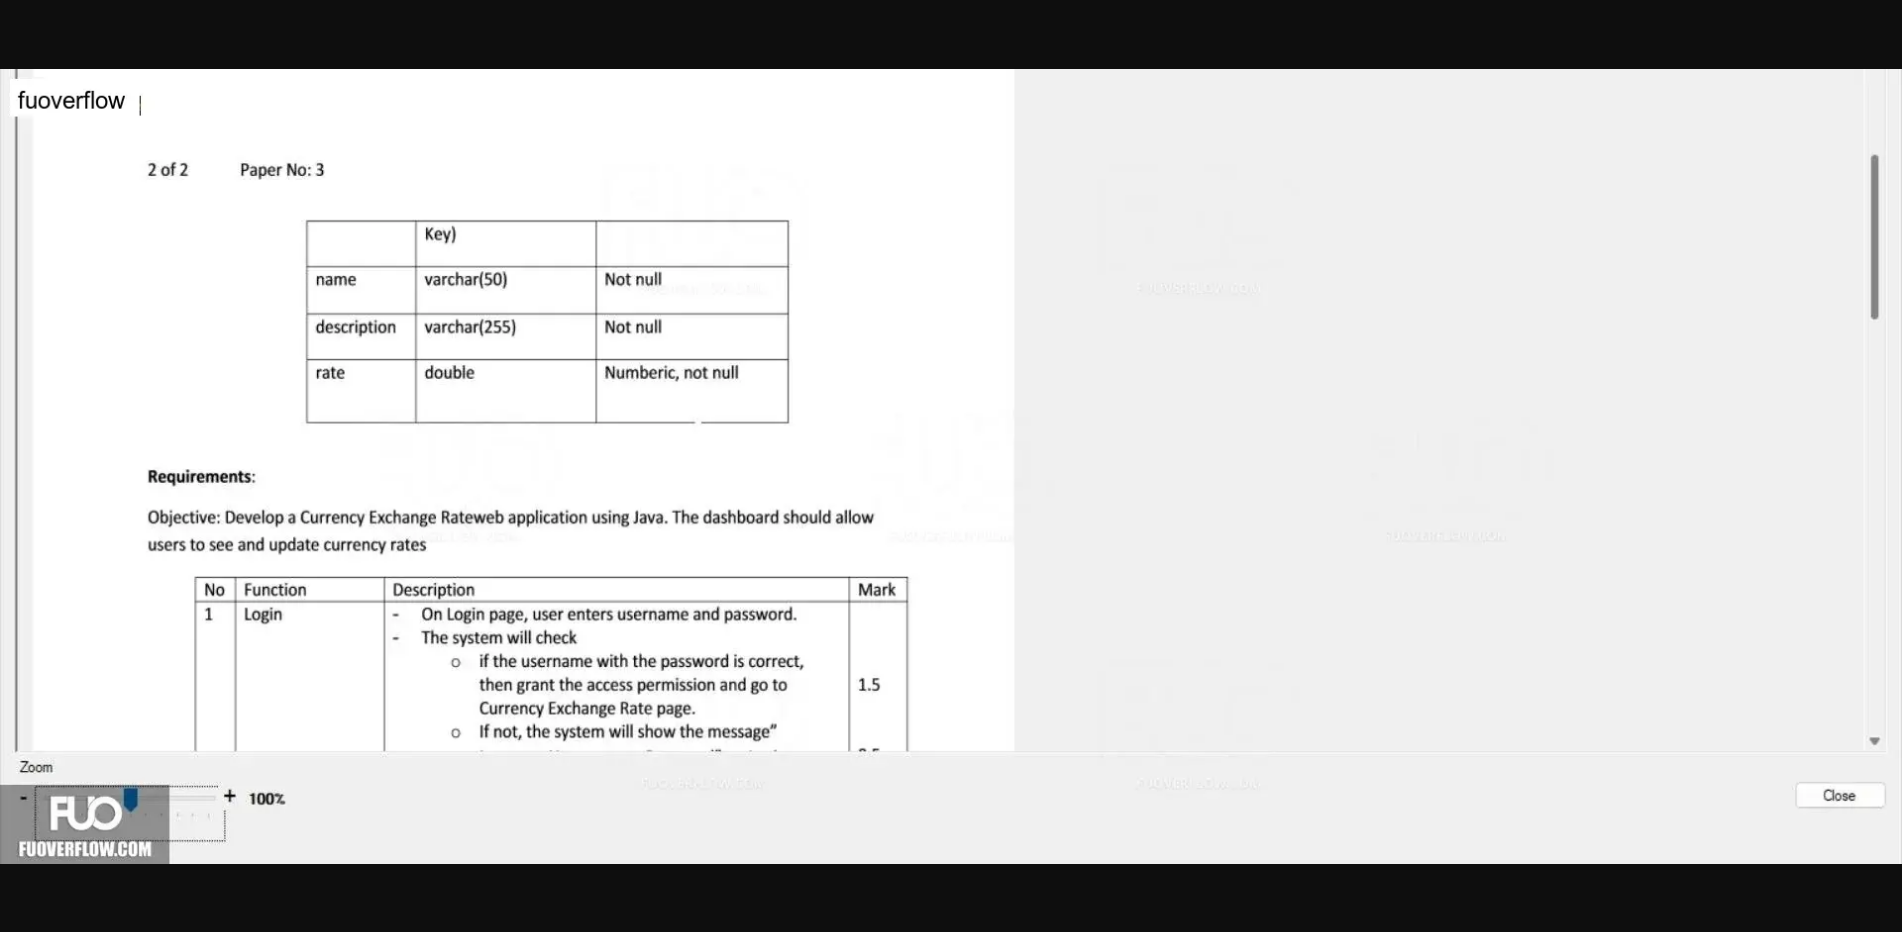 fuoverflow
2 of 2 Paper No: 3
Key)
name varchar(50) Not null
description varchar(255) Not null
rate double Numberic, not null
Requirements:
Objective: Develop a Currency Exchange Rateweb application using Java. The dashboard should allow
users to see and update currency rates
No Function Description Mark
1 Login - On Login page, user enters username and password.
- The system will check
o if the username with the password is correct,
then grant the access permission and go to 1.5
Currency Exchange Rate page.
o If not, the system will show the message"
Zoom
- + 100%
Close
FUO
FUOVERFLOW.COM